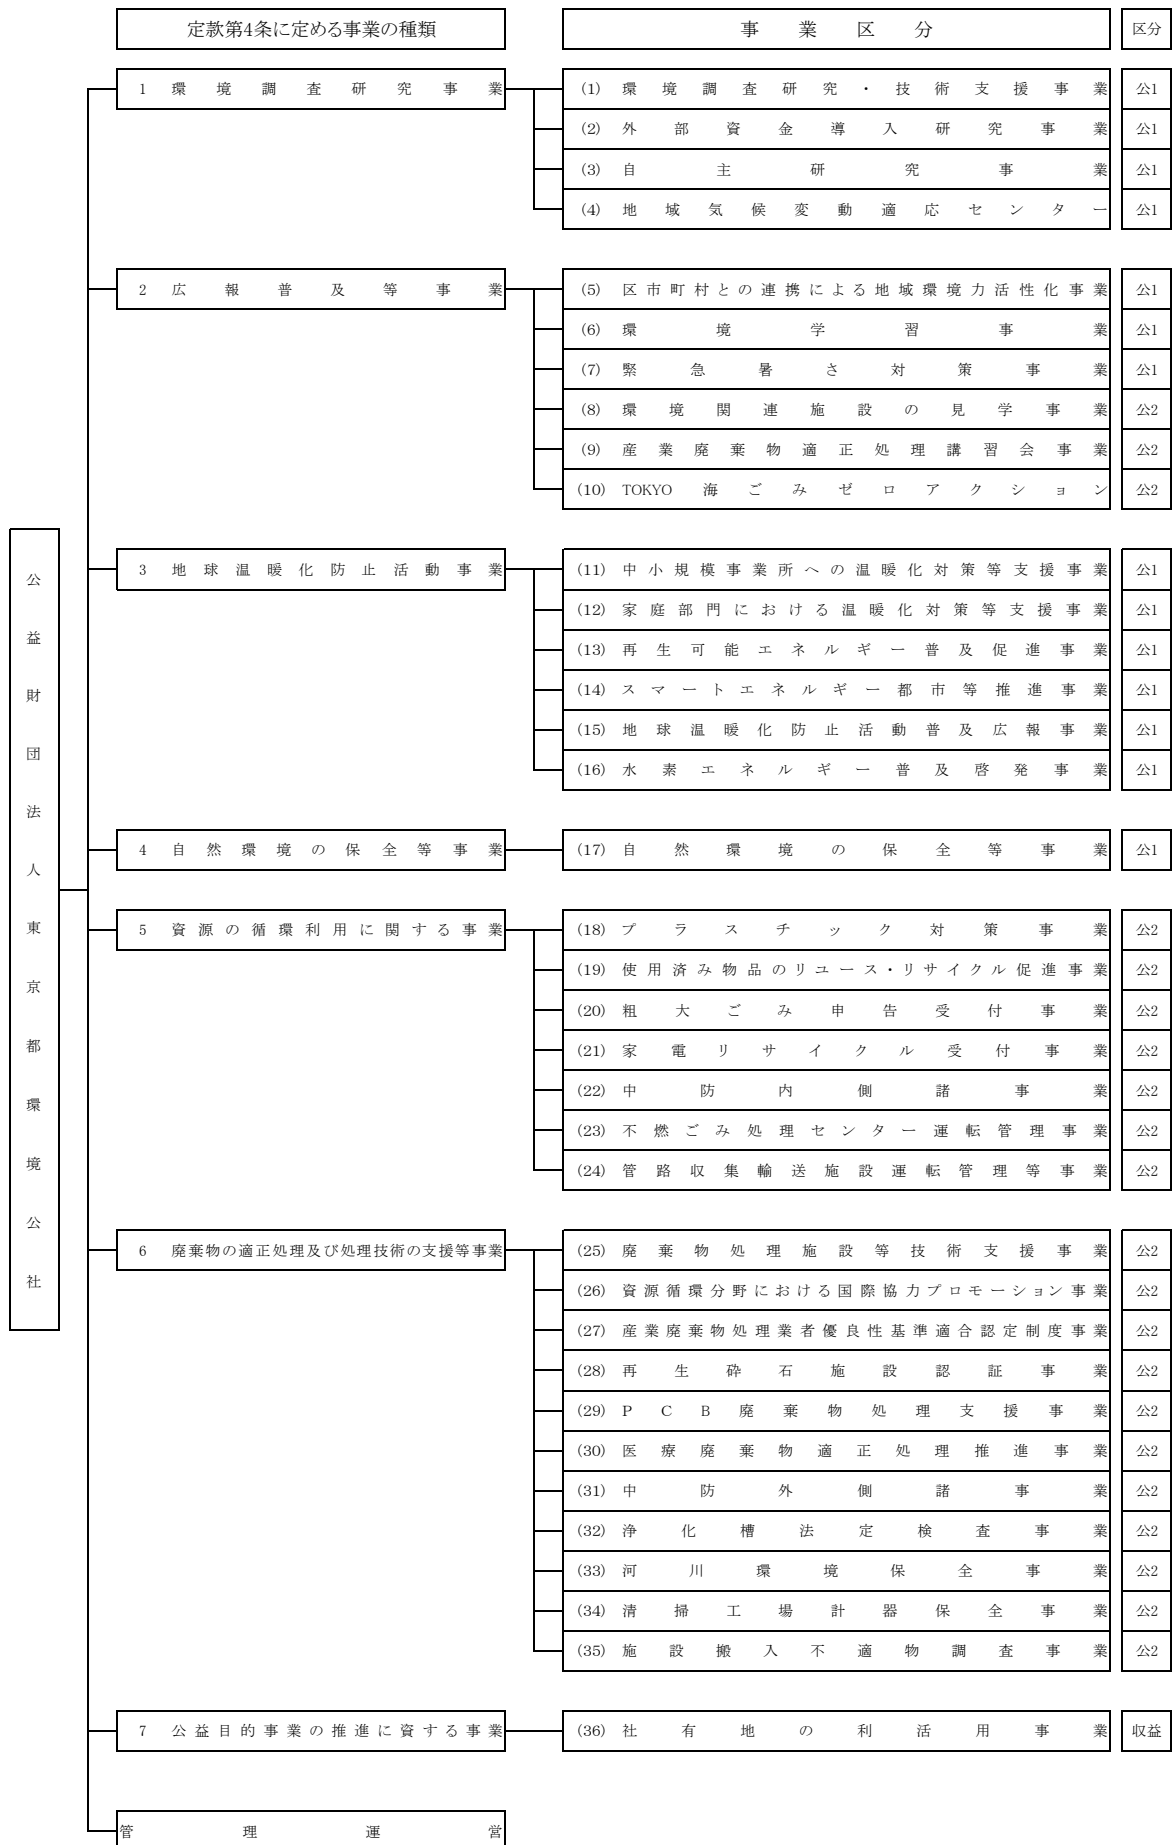 定款第4条に定める事業の種類 事業区分 区分
1 環境調査研究事業 (1) 環境調査研究・技術支援事業 公1
(2) 外部資金導入研究事業 公1
(3) 自主研究事業 公1
(4) 地域気候変動適応センター 公1
2 広報普及等事業 (5) 区市町村との連携による地域環境力活性化事業 公1
(6) 環境学習事業 公1
(7) 緊急暑さ対策事業 公1
(8) 環境関連施設の見学事業 公2
(9) 産業廃棄物適正処理講習会事業 公2
(10) TOKYO 海ごみゼロアクション 公2
公益財団法人東京都環境公社
3 地球温暖化防止活動事業 (11) 中小規模事業所への温暖化対策等支援事業 公1
(12) 家庭部門における温暖化対策等支援事業 公1
(13) 再生可能エネルギー普及促進事業 公1
(14) スマートエネルギー都市等推進事業 公1
(15) 地球温暖化防止活動普及広報事業 公1
(16) 水素エネルギー普及啓発事業 公1
4 自然環境の保全等事業 (17) 自然環境の保全等事業 公1
5 資源の循環利用に関する事業 (18) プラスチック対策事業 公2
(19) 使用済み物品のリユース・リサイクル促進事業 公2
(20) 粗大ごみ申告受付事業 公2
(21) 家電リサイクル受付事業 公2
(22) 中防内側諸事業 公2
(23) 不燃ごみ処理センター運転管理事業 公2
(24) 管路収集輸送施設運転管理等事業 公2
6 廃棄物の適正処理及び処理技術の支援等事業 (25) 廃棄物処理施設等技術支援事業 公2
(26) 資源循環分野における国際協力プロモーション事業 公2
(27) 産業廃棄物処理業者優良性基準適合認定制度事業 公2
(28) 再生砕石施設認証事業 公2
(29) PCB廃棄物処理支援事業 公2
(30) 医療廃棄物適正処理推進事業 公2
(31) 中防外側諸事業 公2
(32) 浄化槽法定検査事業 公2
(33) 河川環境保全事業 公2
(34) 清掃工場計器保全事業 公2
(35) 施設搬入不適物調査事業 公2
7 公益目的事業の推進に資する事業 (36) 社有地の利活用事業 収益
管理運営